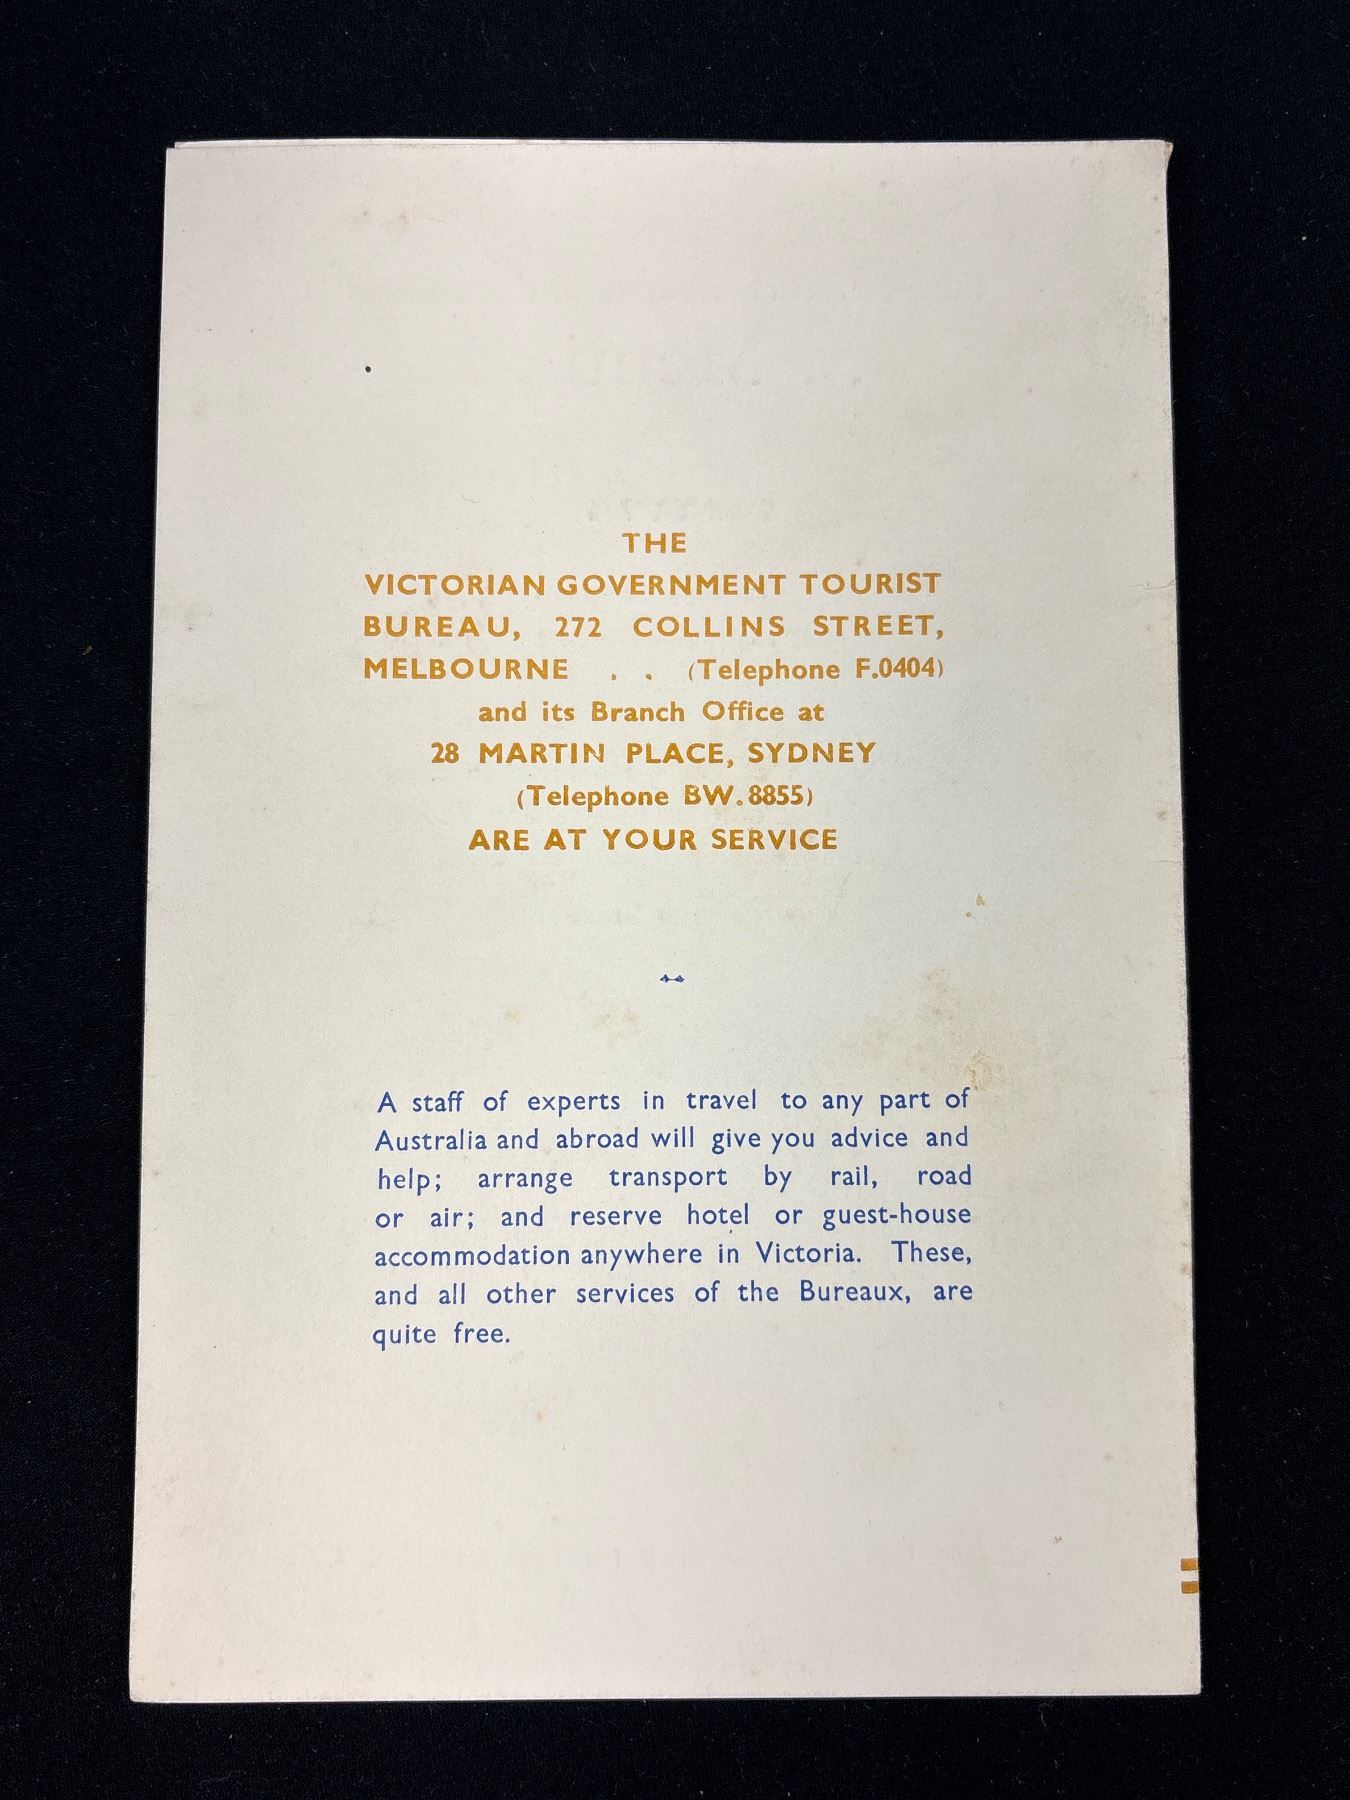 THE
VICTORIAN GOVERNMENT TOURIST
BUREAU, 272 COLLINS STREET,
MELBOURNE . . (Telephone F.0404)
and its Branch Office at
28 MARTIN PLACE, SYDNEY
(Telephone BW.8855)
ARE AT YOUR SERVICE
A staff of experts in travel to any part of
Australia and abroad will give you advice and
help; arrange transport by rail, road
or air; and reserve hotel or guest-house
accommodation anywhere in Victoria. These,
and all other services of the Bureaux, are
quite free.